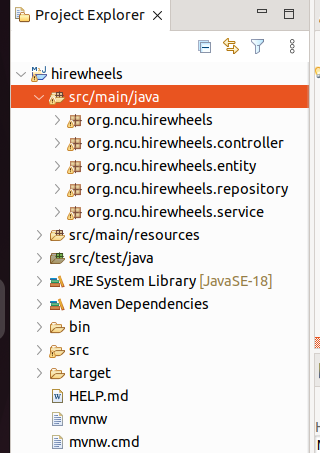 Project Explorer
hirewheels
src/main/java
org.ncu.hirewheels
org.ncu.hirewheels.controller
org.ncu.hirewheels.entity
org.ncu.hirewheels.repository
org.ncu.hirewheels.service
src/main/resources
src/test/java
JRE System Library [JavaSE-18]
Maven Dependencies
bin
src
target
HELP.md
mvnw
mvnw.cmd